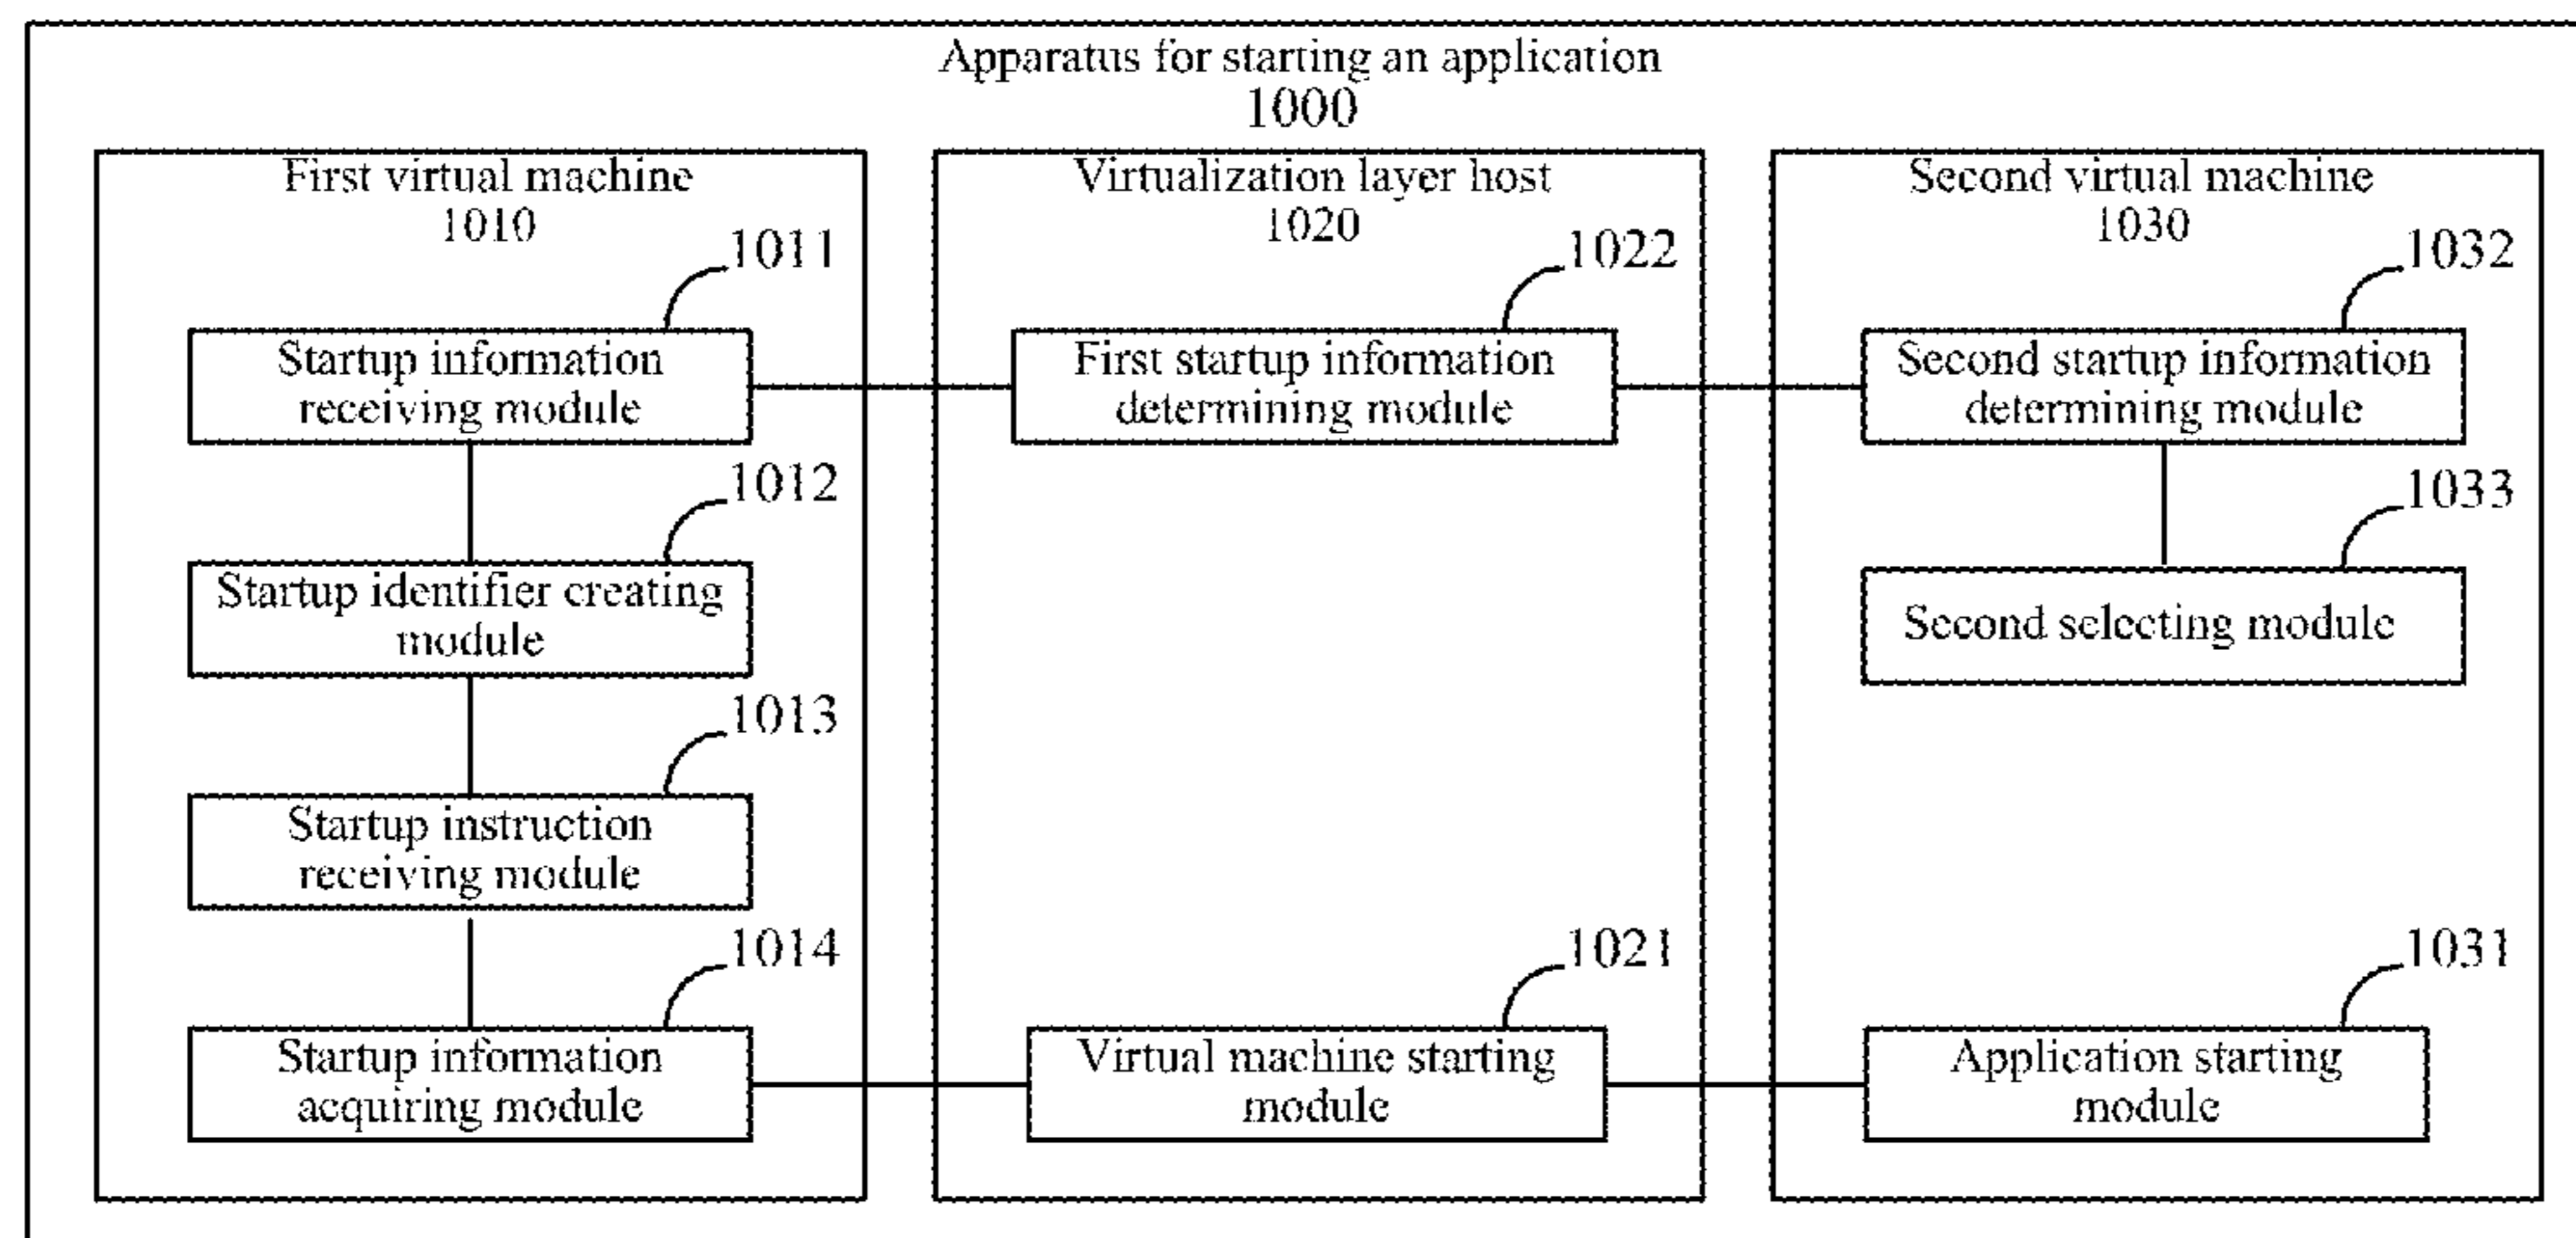 Apparatus for starting an application
1000
First virtual machine
1010
1011
Startup information
receiving module
1012
Startup identifier creating
module
1013
Startup instruction
receiving module
1014
Startup information
acquiring module
Virtualization layer host
1020
1022
First startup information
determining module
1021
Virtual machine starting
module
Second virtual machine
1030
1032
Second startup information
determining module
1033
Second selecting module
1031
Application starting
module